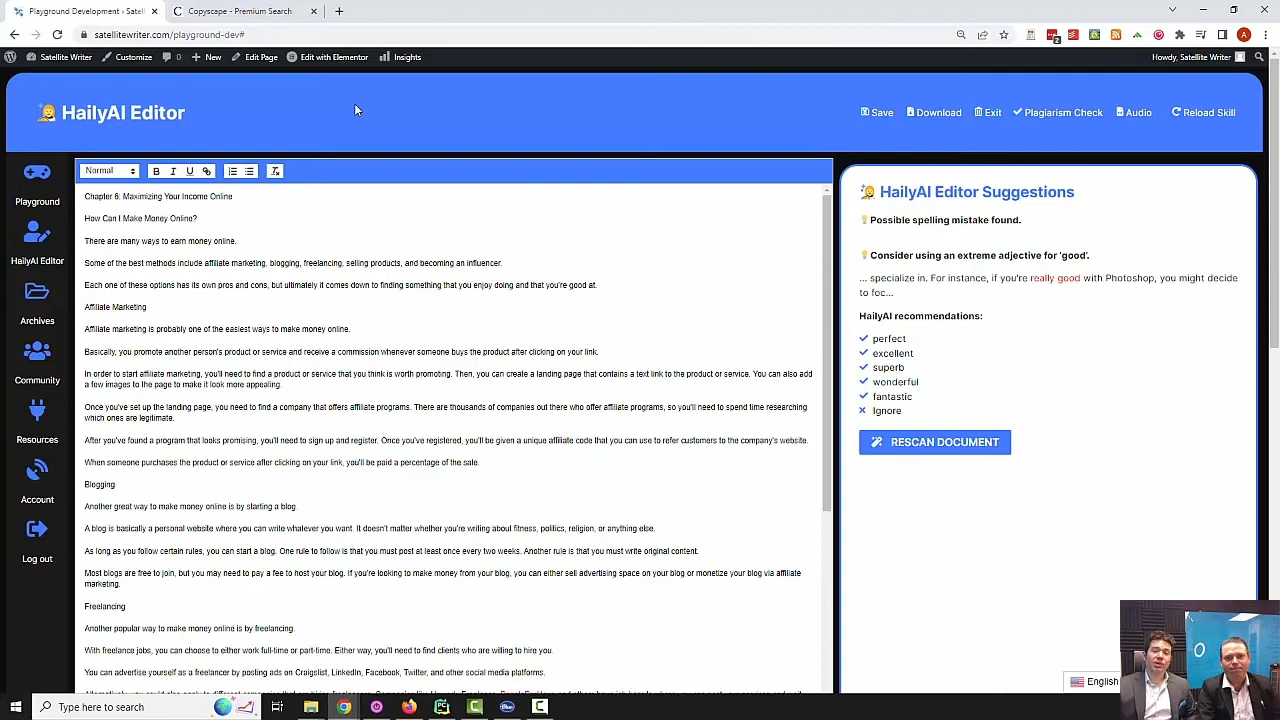 Playground Development › Satell
Copyscape - Premium Search
satellitewriter.com/playground-dev#
2
A
Satellite Writer
Customize
0
New
Edit Page
Edit with Elementor
Insights
Howdy, Satellite Writer
HailyAI Editor
Save
Download
Exit
Plagiarism Check
Audio
Reload Skill
Playground
HailyAI Editor
Archives
Community
Resources
Account
Log out
Normal
B I U
Chapter 6: Maximizing Your Income Online
How Can I Make Money Online?
There are many ways to earn money online.
Some of the best methods include affiliate marketing, blogging, freelancing, selling products, and becoming an influencer.
Each one of these options has its own pros and cons, but ultimately it comes down to finding something that you enjoy doing and that you're good at.
Affiliate Marketing
Affiliate marketing is probably one of the easiest ways to make money online.
Basically, you promote another person's product or service and receive a commission whenever someone buys the product after clicking on your link.
In order to start affiliate marketing, you'll need to find a product or service that you think is worth promoting. Then, you can create a landing page that contains a text link to the product or service. You can also add
a few images to the page to make it look more appealing.
Once you've set up the landing page, you need to find a company that offers affiliate programs. There are thousands of companies out there who offer affiliate programs, so you'll need to spend time researching
which ones are legitimate.
After you've found a program that looks promising, you'll need to sign up and register. Once you've registered, you'll be given a unique affiliate code that you can use to refer customers to the company's website.
When someone purchases the product or service after clicking on your link, you'll be paid a percentage of the sale.
Blogging
Another great way to make money online is by starting a blog.
A blog is basically a personal website where you can write whatever you want. It doesn't matter whether you're writing about fitness, politics, religion, or anything else.
As long as you follow certain rules, you can start a blog. One rule to follow is that you must post at least once every two weeks. Another rule is that you must write original content.
Most blogs are free to join, but you may need to pay a fee to host your blog. If you're looking to make money from your blog, you can either sell advertising space on your blog or monetize your blog via affiliate
marketing.
Freelancing
Another popular way to make money online is by freelancing.
With freelance jobs, you can choose to either work full-time or part-time. Either way, you'll need to find clients who are willing to hire you.
You can advertise yourself as a freelancer by posting ads on Craigslist, LinkedIn, Facebook, Twitter, and other social media platforms.
HailyAI Editor Suggestions
Possible spelling mistake found.
Consider using an extreme adjective for 'good'.
... specialize in. For instance, if you're really good with Photoshop, you might decide
to foc...
HailyAI recommendations:
perfect
excellent
superb
wonderful
fantastic
Ignore
RESCAN DOCUMENT
English
Type here to search